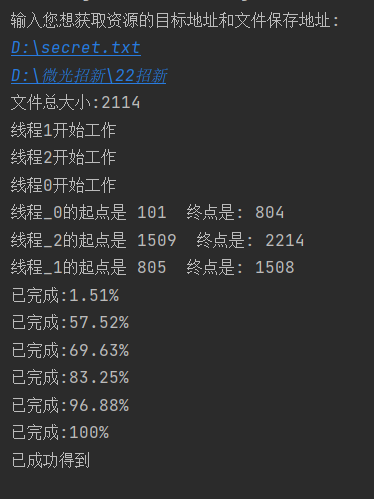 输入您想获取资源的目标地址和文件保存地址:
D:\secret.txt
D:\微光招新\22招新
文件总大小:2114
线程1开始工作
线程2开始工作
线程0开始工作
线程_0的起点是 101  终点是: 804
线程_2的起点是 1509  终点是: 2214
线程_1的起点是 805  终点是: 1508
已完成:1.51%
已完成:57.52%
已完成:69.63%
已完成:83.25%
已完成:96.88%
已完成:100%
已成功得到